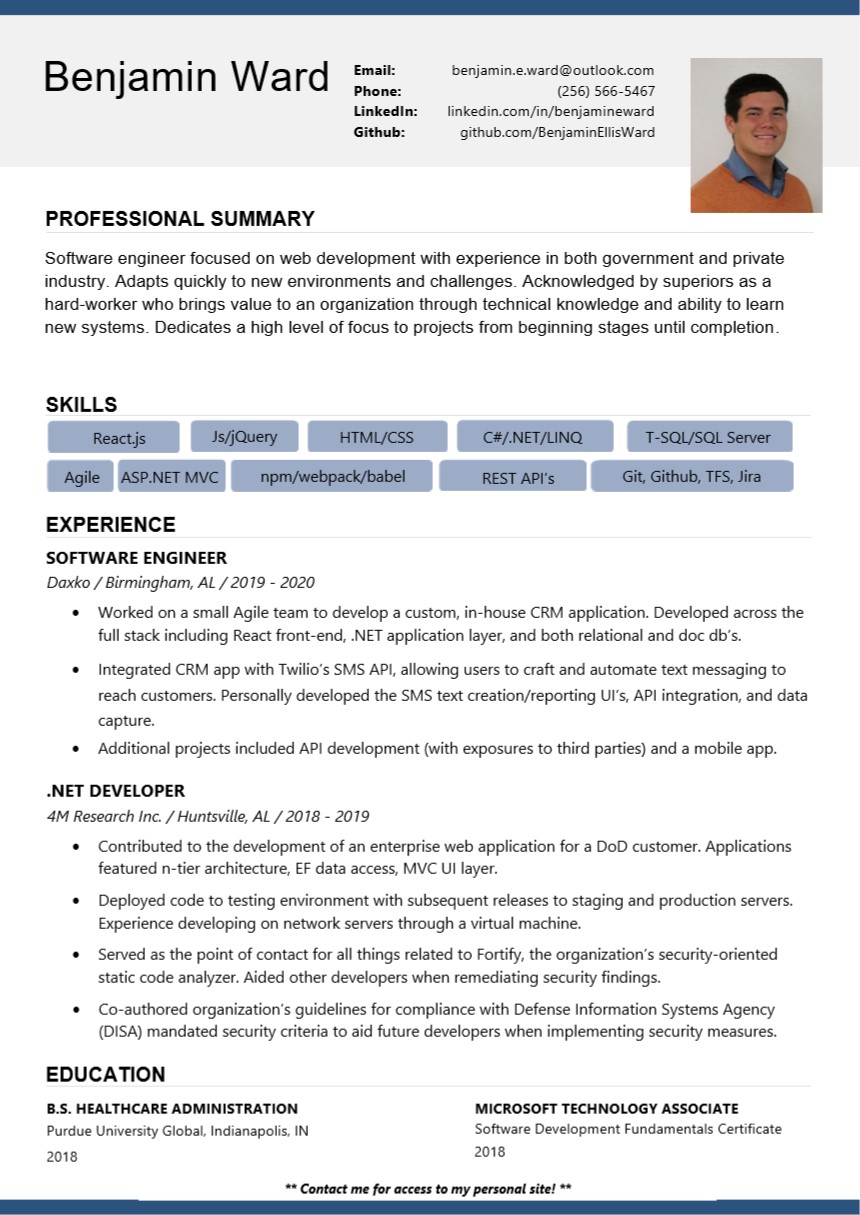 Benjamin Ward
Email: benjamin.e.ward@outlook.com
Phone: (256) 566-5467
LinkedIn: linkedin.com/in/benjamineward
Github: github.com/BenjaminEllisWard
PROFESSIONAL SUMMARY
Software engineer focused on web development with experience in both government and private
industry. Adapts quickly to new environments and challenges. Acknowledged by superiors as a
hard-worker who brings value to an organization through technical knowledge and ability to learn
new systems. Dedicates a high level of focus to projects from beginning stages until completion.
SKILLS
React.js Js/jQuery HTML/CSS C#/.NET/LINQ T-SQL/SQL Server
Agile ASP.NET MVC npm/webpack/babel REST API’s Git, Github, TFS, Jira
EXPERIENCE
SOFTWARE ENGINEER
Daxko / Birmingham, AL / 2019 - 2020
• Worked on a small Agile team to develop a custom, in-house CRM application. Developed across the
full stack including React front-end, .NET application layer, and both relational and doc db’s.
• Integrated CRM app with Twilio’s SMS API, allowing users to craft and automate text messaging to
reach customers. Personally developed the SMS text creation/reporting UI’s, API integration, and data
capture.
• Additional projects included API development (with exposures to third parties) and a mobile app.
.NET DEVELOPER
4M Research Inc. / Huntsville, AL / 2018 - 2019
• Contributed to the development of an enterprise web application for a DoD customer. Applications
featured n-tier architecture, EF data access, MVC UI layer.
• Deployed code to testing environment with subsequent releases to staging and production servers.
Experience developing on network servers through a virtual machine.
• Served as the point of contact for all things related to Fortify, the organization’s security-oriented
static code analyzer. Aided other developers when remediating security findings.
• Co-authored organization’s guidelines for compliance with Defense Information Systems Agency
(DISA) mandated security criteria to aid future developers when implementing security measures.
EDUCATION
B.S. HEALTHCARE ADMINISTRATION
Purdue University Global, Indianapolis, IN
2018
MICROSOFT TECHNOLOGY ASSOCIATE
Software Development Fundamentals Certificate
2018
** Contact me for access to my personal site! **